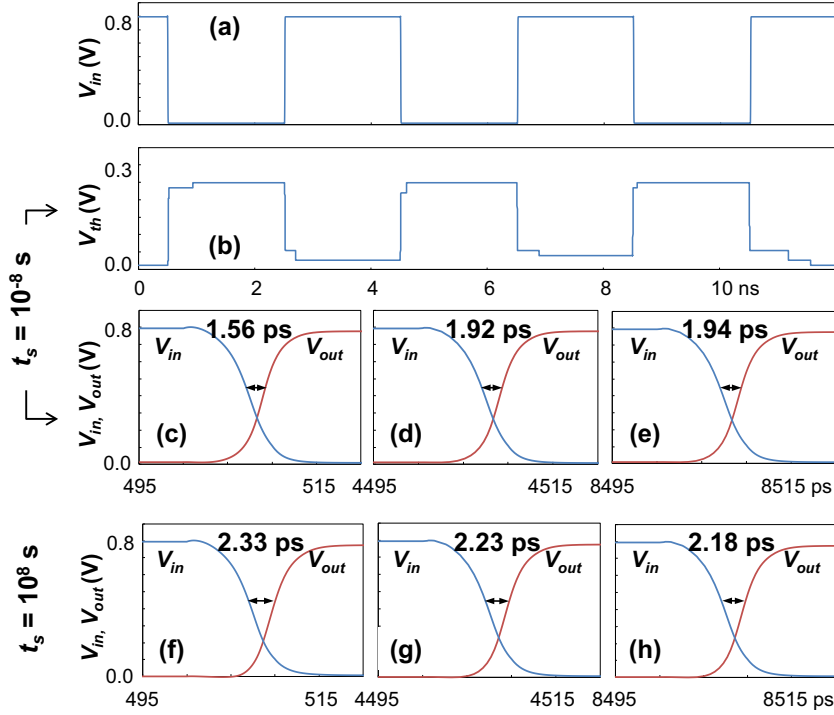 0.8
(a)
V_in (V)
0.0
0.3
V_th (V)
(b)
0.0
0 2 4 6 8 10 ns
t_s = 10^-8 s
0.8
1.56 ps
V_in
V_out
(c)
1.92 ps
V_in
V_out
(d)
1.94 ps
V_in
V_out
(e)
V_in, V_out (V)
0.0
495 515 4495 4515 8495 8515 ps
t_s = 10^8 s
0.8
2.33 ps
V_in
V_out
(f)
2.23 ps
V_in
V_out
(g)
2.18 ps
V_in
V_out
(h)
V_in, V_out (V)
0.0
495 515 4495 4515 8495 8515 ps